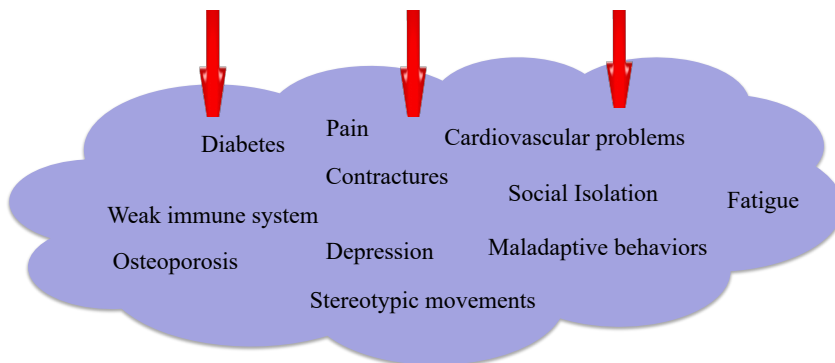 Pain
Diabetes
Cardiovascular problems
Contractures
Social Isolation
Fatigue
Weak immune system
Depression
Maladaptive behaviors
Osteoporosis
Stereotypic movements